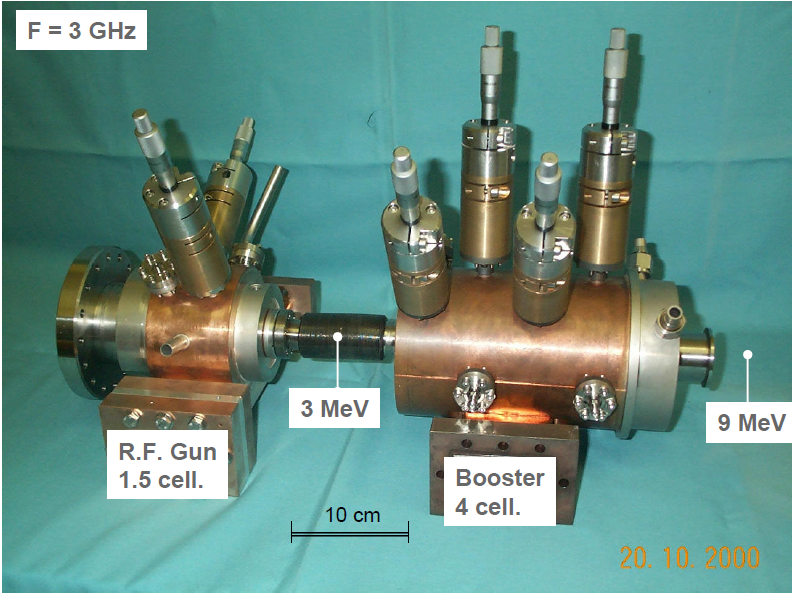 F = 3 GHz
3 MeV
9 MeV
R.F. Gun
1.5 cell.
Booster
4 cell.
10 cm
20. 10. 2000